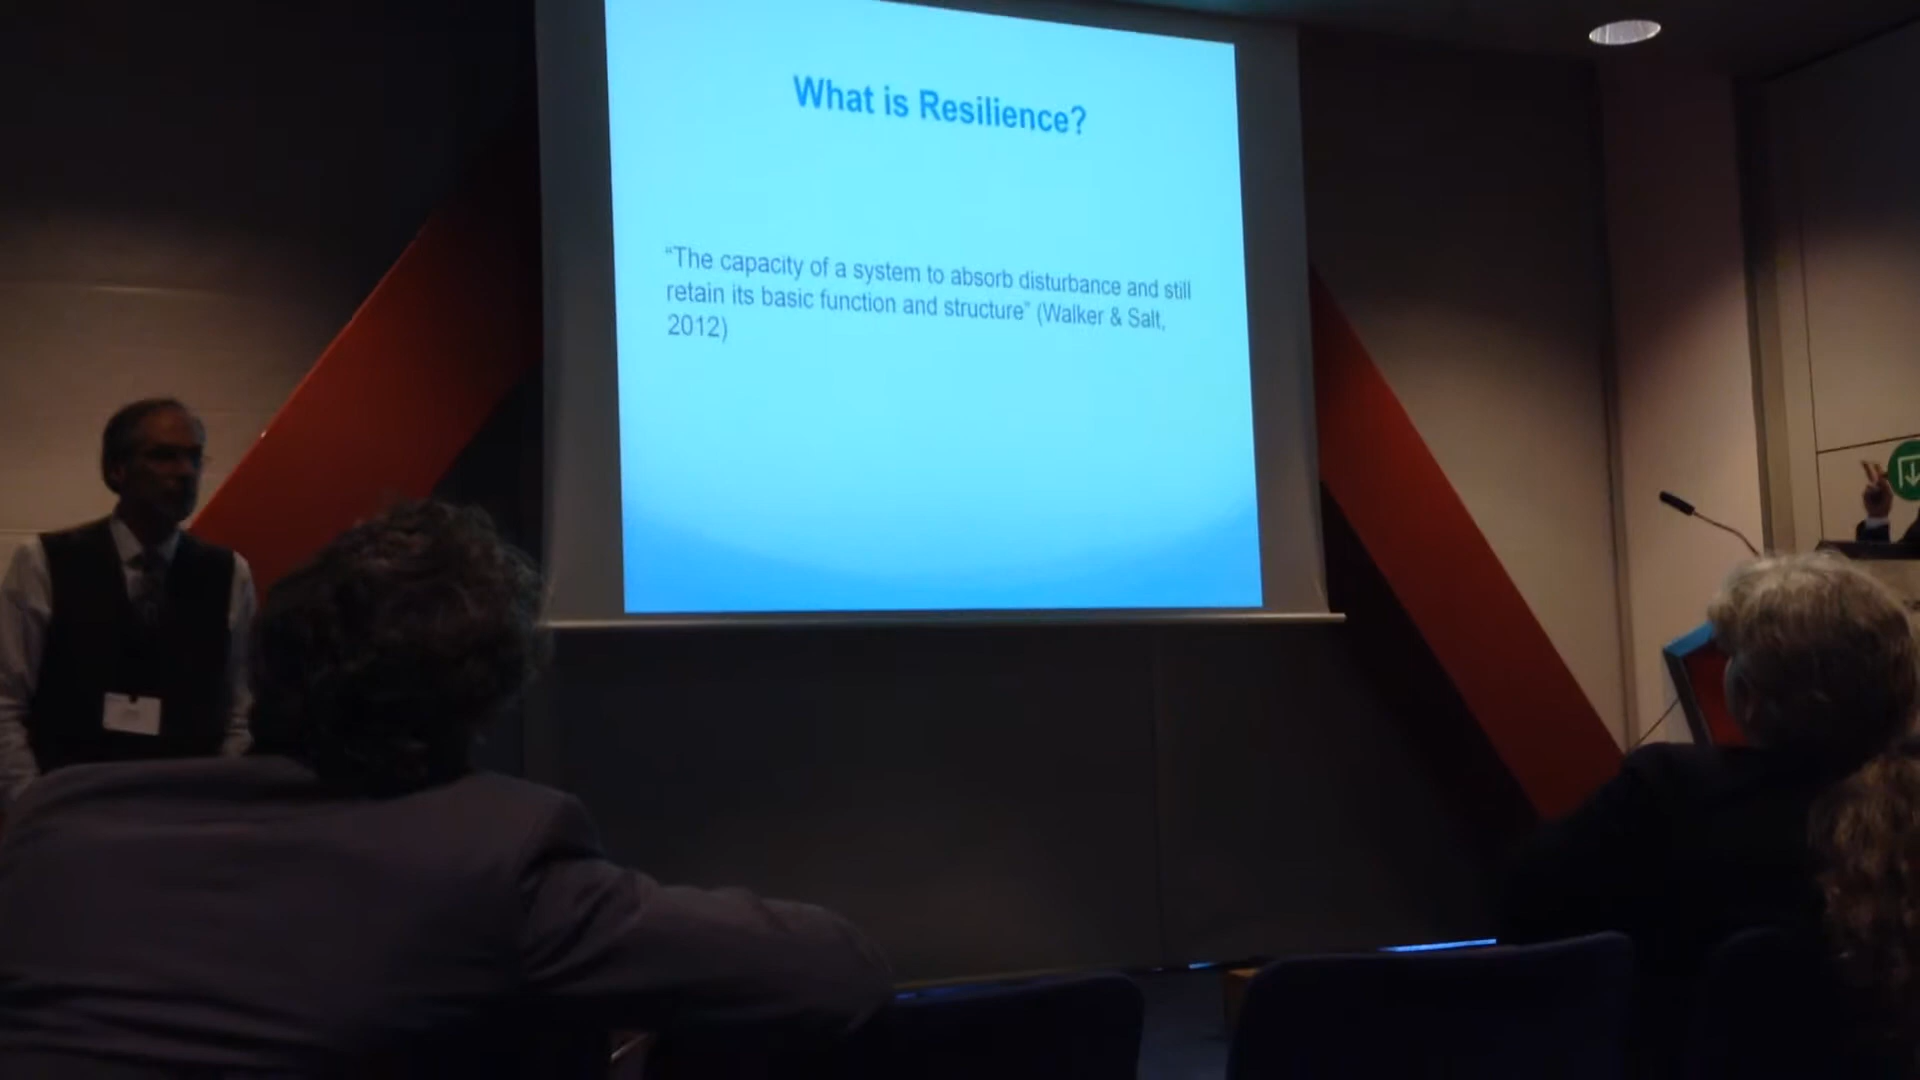 What is Resilience?
“The capacity of a system to absorb disturbance and still
retain its basic function and structure” (Walker & Salt,
2012)